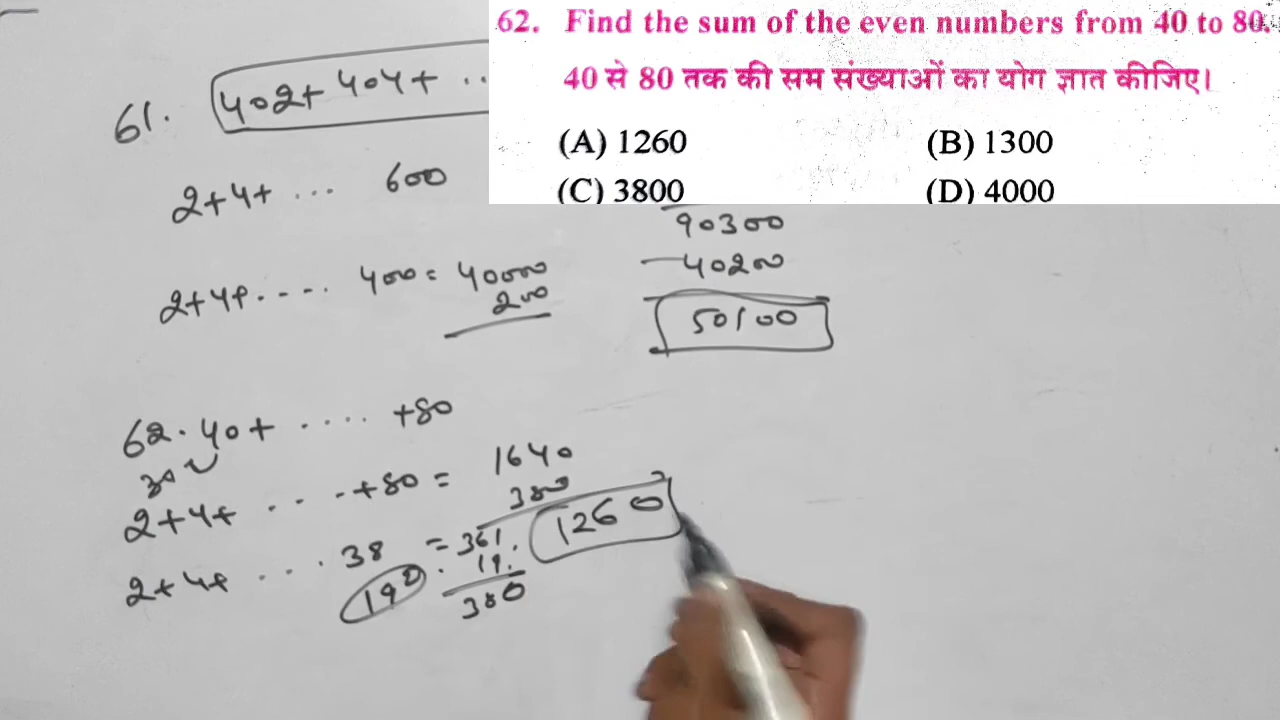 62. Find the sum of the even numbers from 40 to 80.
40 से 80 तक की सम संख्याओं का योग ज्ञात कीजिए।
(A) 1260 (B) 1300
(C) 3800 (D) 4000
61. 402+ 404+ ..
2+4+ ... 600
90300
-40200
50100
2+4+.... 400= 40000
200
62. 40+ .... +80
38
2+4+ ... +80 = 1640
380
1260
2+4+ ... 38 = 361.
19.
380
19